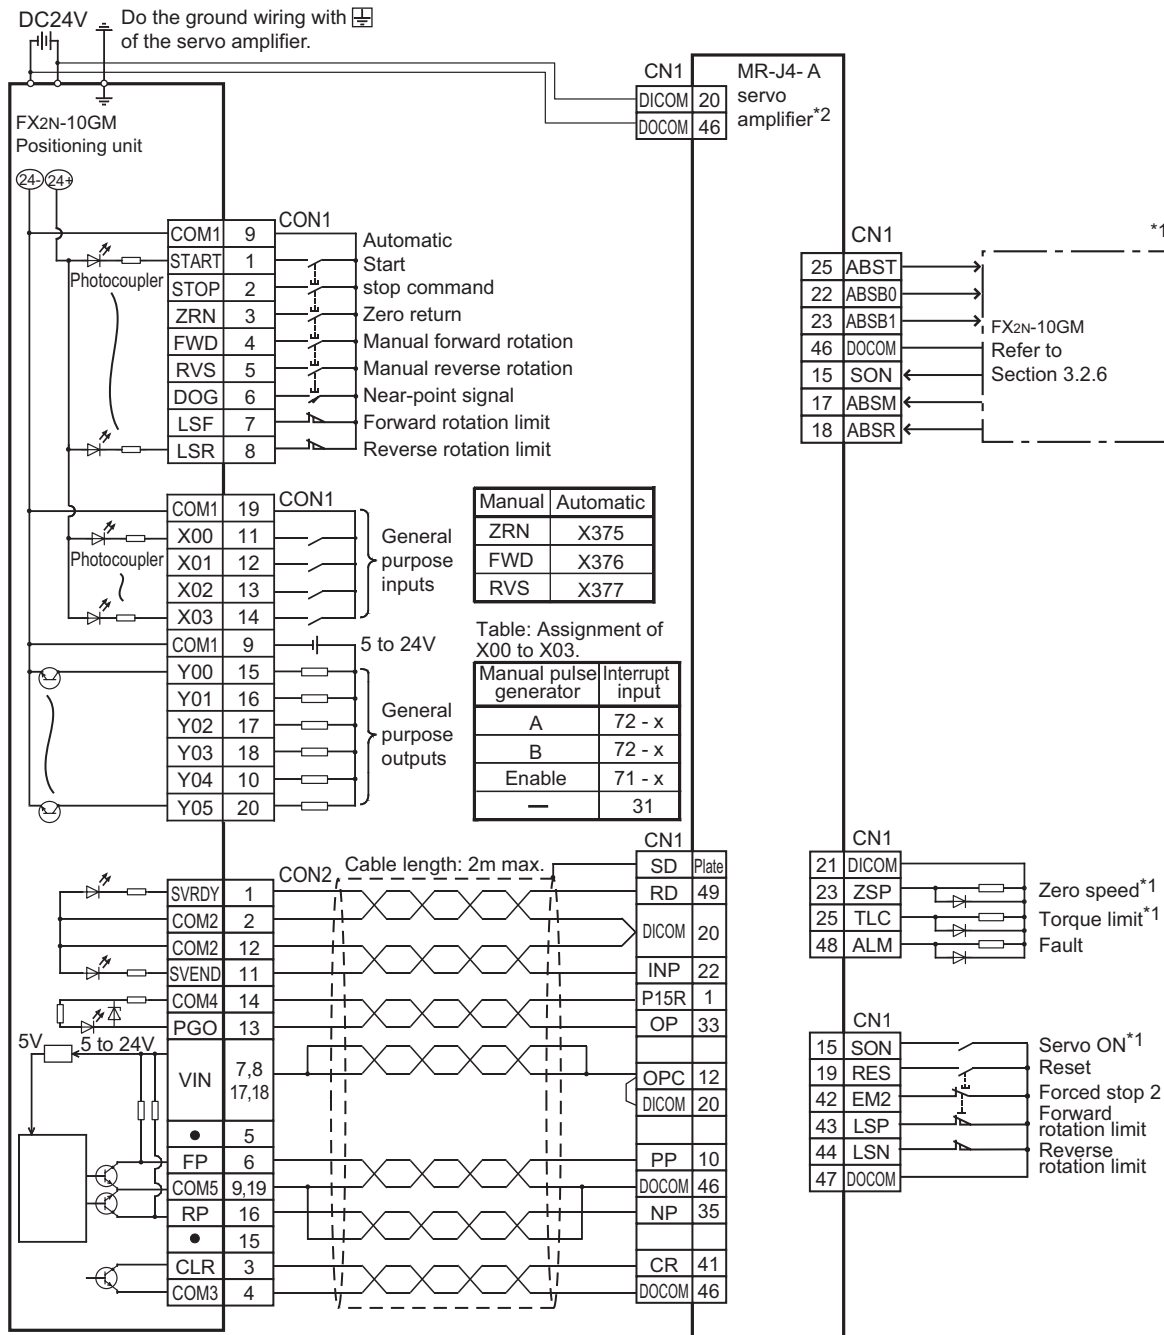 DC24V
Do the ground wiring with
of the servo amplifier.
FX2N-10GM
Positioning unit
24-
24+
CN1
DICOM 20
DOCOM 46
MR-J4- A
servo
amplifier*2
CON1
COM1 9
START 1
STOP 2
ZRN 3
FWD 4
RVS 5
DOG 6
LSF 7
LSR 8
Photocoupler
Automatic
Start
stop command
Zero return
Manual forward rotation
Manual reverse rotation
Near-point signal
Forward rotation limit
Reverse rotation limit
CN1
25 ABST
22 ABSB0
23 ABSB1
46 DOCOM
15 SON
17 ABSM
18 ABSR
*1
FX2N-10GM
Refer to
Section 3.2.6
CON1
COM1 19
X00 11
X01 12
X02 13
X03 14
COM1 9
Y00 15
Y01 16
Y02 17
Y03 18
Y04 10
Y05 20
Photocoupler
General
purpose
inputs
5 to 24V
General
purpose
outputs
Manual Automatic
ZRN X375
FWD X376
RVS X377
Table: Assignment of
X00 to X03.
Manual pulse
generator
Interrupt
input
A 72 - x
B 72 - x
Enable 71 - x
— 31
CON2
Cable length: 2m max.
SVRDY 1
COM2 2
COM2 12
SVEND 11
COM4 14
PGO 13
VIN 7,8
17,18
● 5
FP 6
COM5 9,19
RP 16
● 15
CLR 3
COM3 4
5V
5 to 24V
CN1
SD Plate
RD 49
DICOM 20
INP 22
P15R 1
OP 33
OPC 12
DICOM 20
PP 10
DOCOM 46
NP 35
CR 41
DOCOM 46
CN1
21 DICOM
23 ZSP
25 TLC
48 ALM
Zero speed*1
Torque limit*1
Fault
CN1
15 SON
19 RES
42 EM2
43 LSP
44 LSN
47 DOCOM
Servo ON*1
Reset
Forced stop 2
Forward
rotation limit
Reverse
rotation limit